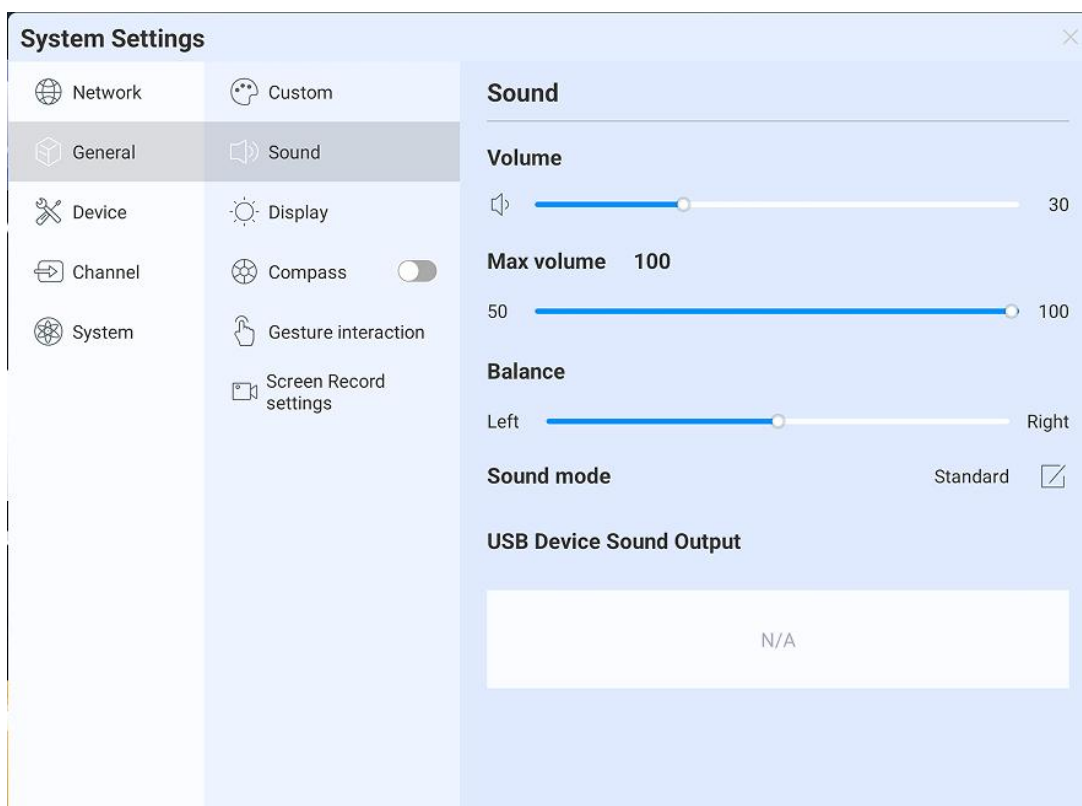 System Settings
Network
General
Device
Channel
System
Custom
Sound
Display
Compass
Gesture interaction
Screen Record
settings
Sound
Volume
30
Max volume 100
50 100
Balance
Left Right
Sound mode Standard
USB Device Sound Output
N/A